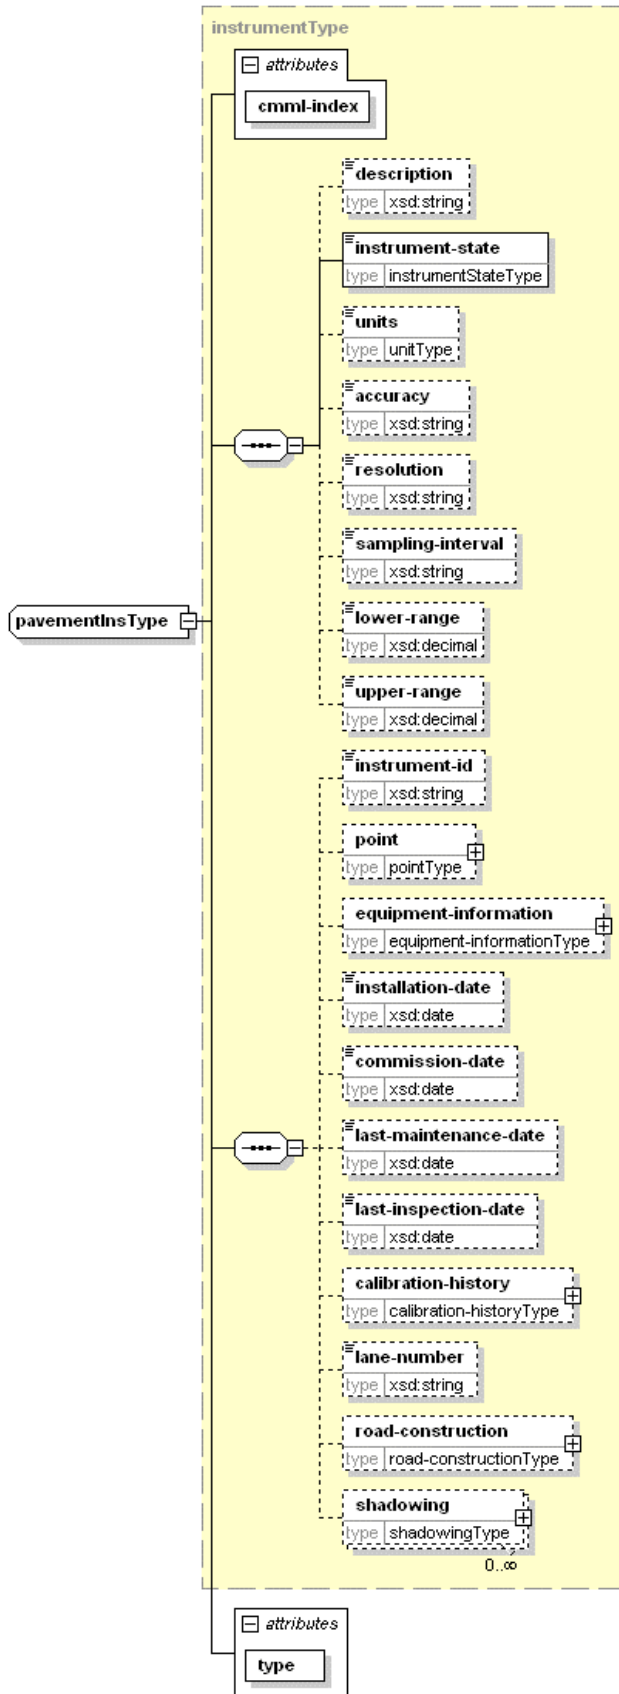 instrumentType
attributes
cmml-index
description
type xsd:string
instrument-state
type instrumentStateType
units
type unitType
accuracy
type xsd:string
resolution
type xsd:string
sampling-interval
type xsd:string
lower-range
type xsd:decimal
upper-range
type xsd:decimal
pavementInsType
instrument-id
type xsd:string
point
type pointType
equipment-information
type equipment-informationType
installation-date
type xsd:date
commission-date
type xsd:date
last-maintenance-date
type xsd:date
last-inspection-date
type xsd:date
calibration-history
type calibration-historyType
lane-number
type xsd:string
road-construction
type road-constructionType
shadowing
type shadowingType
0..∞
attributes
type